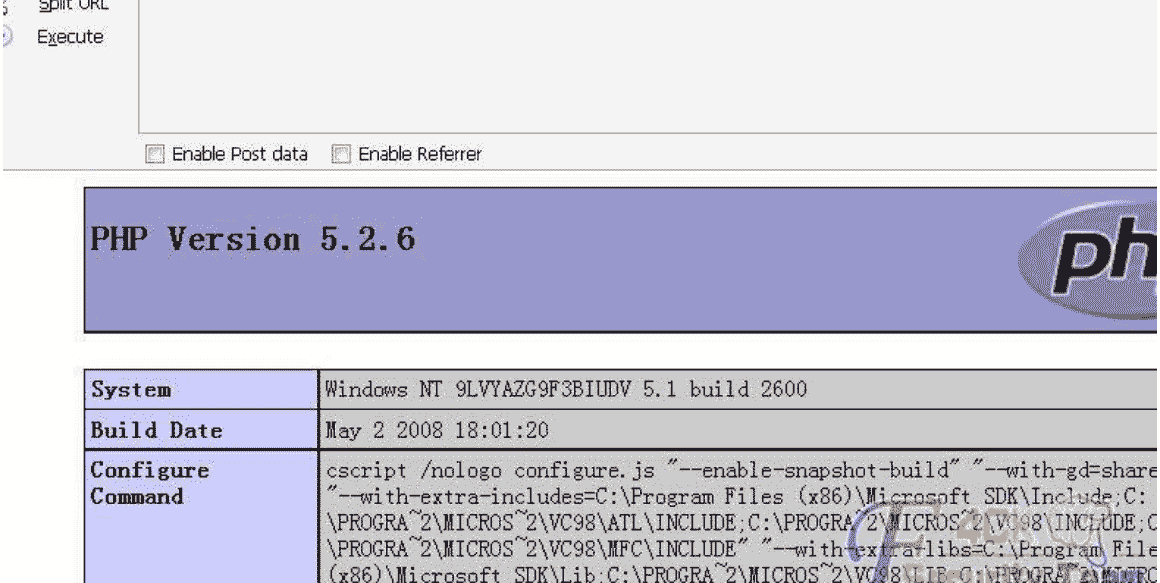 Split URL
Execute
Enable Post data Enable Referrer
PHP Version 5.2.6
php
System Windows NT 9LVYAZG9F3BIUDV 5.1 build 2600
Build Date May 2 2008 18:01:20
Configure cscript /nologo configure.js "--enable-snapshot-build" "--with-gd=share
Command "--with-extra-includes=C:\Program Files (x86)\Microsoft SDK\Include;C:
\PROGRA~2\MICROS~2\VC98\ATL\INCLUDE;C:\PROGRA~2\MICROS~2\VC98\INCLUDE;C
\PROGRA~2\MICROS~2\VC98\MFC\INCLUDE" "--with-extra-libs=C:\Program File
(x86)\Microsoft SDK\Lib;C:\PROGRA~2\MICROS~2\VC98\LIB;C:\PROGRA~2\MICRO